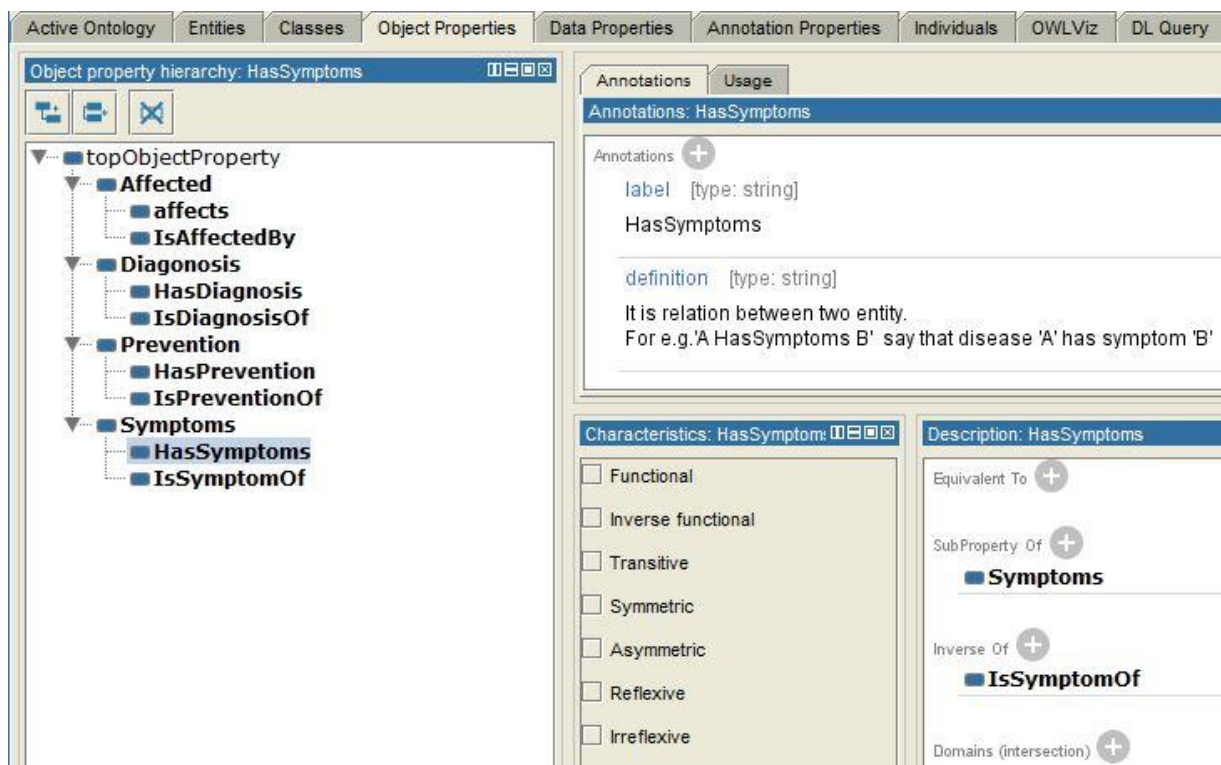 Active Ontology Entities Classes Object Properties Data Properties Annotation Properties Individuals OWLViz DL Query
Object property hierarchy: HasSymptoms
topObjectProperty
Affected
affects
IsAffectedBy
Diagonosis
HasDiagnosis
IsDiagnosisOf
Prevention
HasPrevention
IsPreventionOf
Symptoms
HasSymptoms
IsSymptomOf
Annotations Usage
Annotations: HasSymptoms
Annotations
label [type: string]
HasSymptoms
definition [type: string]
It is relation between two entity.
For e.g.'A HasSymptoms B' say that disease 'A' has symptom 'B'
Characteristics: HasSymptom
Functional
Inverse functional
Transitive
Symmetric
Asymmetric
Reflexive
Irreflexive
Description: HasSymptoms
Equivalent To
SubProperty Of
Symptoms
Inverse Of
IsSymptomOf
Domains (intersection)